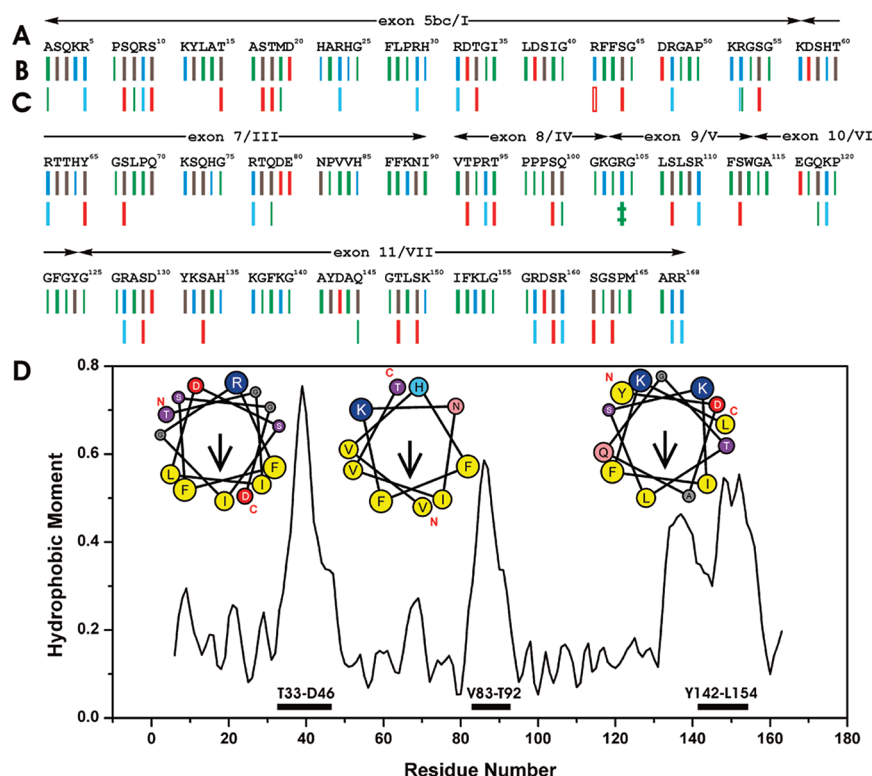 exon 5bc/I
A
ASQKR5 PSQRS10 KYLAT15 ASTMD20 HARHG25 FLPRH30 RDTGI35 LDSIG40 RFFSG45 DRGAP50 KRGSG55 KDSHT60
B
C
exon 7/III exon 8/IV exon 9/V exon 10/VI
RTTHY65 GSLPQ70 KSQHG75 RTQDE80 NPVVH85 FFKNI90 VTPRT95 PPPSQ100 GKGRG105 LSLSR110 FSWGA115 EGQKP120
exon 11/VII
GFGYG125 GRASD130 YKSAH135 KGFKG140 AYDAQ145 GTLSK150 IFKLG155 GRDSR160 SGSPM165 ARR168
D
0.8
0.6
0.4
0.2
0.0
Hydrophobic Moment
N T S D R G G S F I D C I F L G
C T H N K V V F V N I F
N Y K G K D C L T I A L F Q S
T33-D46 V83-T92 Y142-L154
0 20 40 60 80 100 120 140 160 180
Residue Number